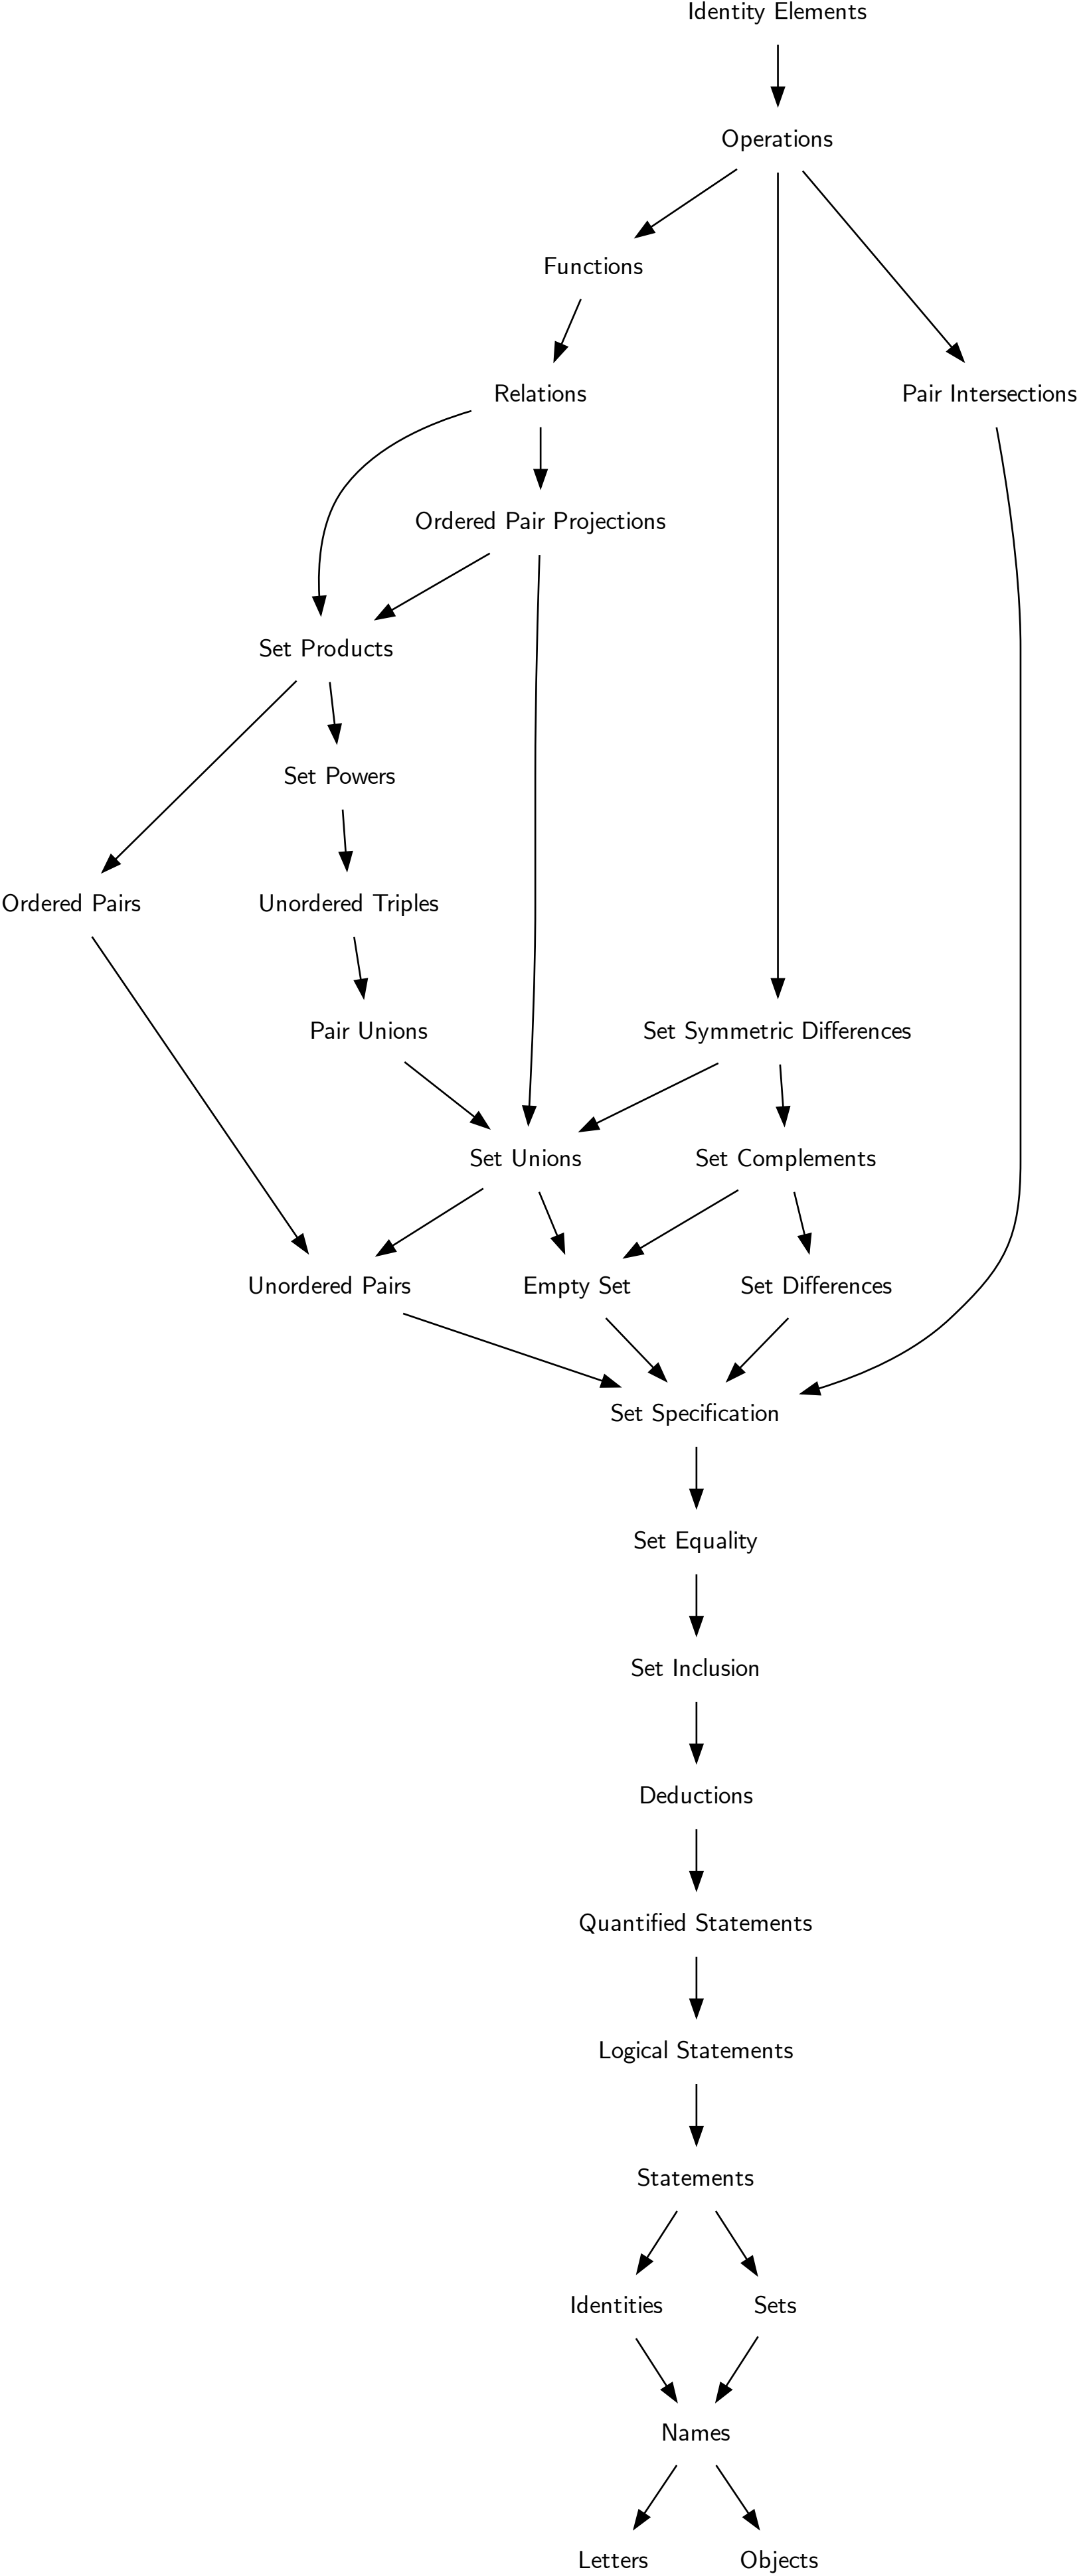 Identity Elements
Operations
Functions
Relations
Pair Intersections
Ordered Pair Projections
Set Products
Set Powers
Ordered Pairs
Unordered Triples
Pair Unions
Set Symmetric Differences
Set Unions
Set Complements
Unordered Pairs
Empty Set
Set Differences
Set Specification
Set Equality
Set Inclusion
Deductions
Quantified Statements
Logical Statements
Statements
Identities
Sets
Names
Letters
Objects